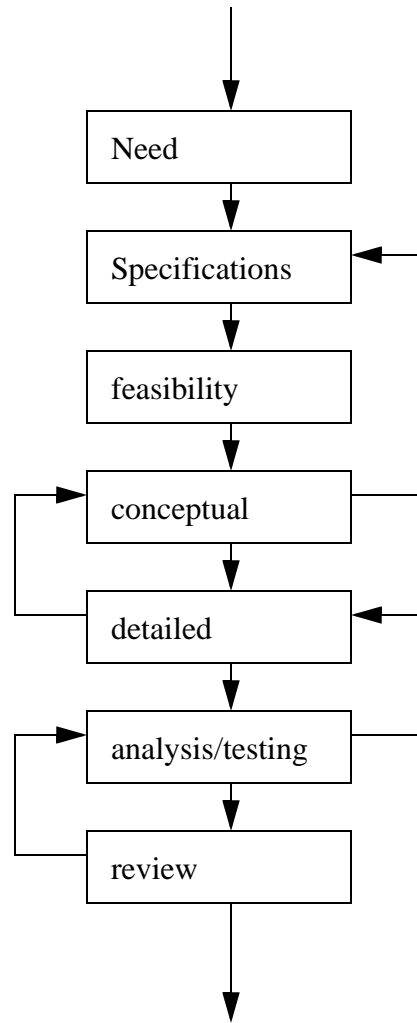 Need
Specifications
feasibility
conceptual
detailed
analysis/testing
review